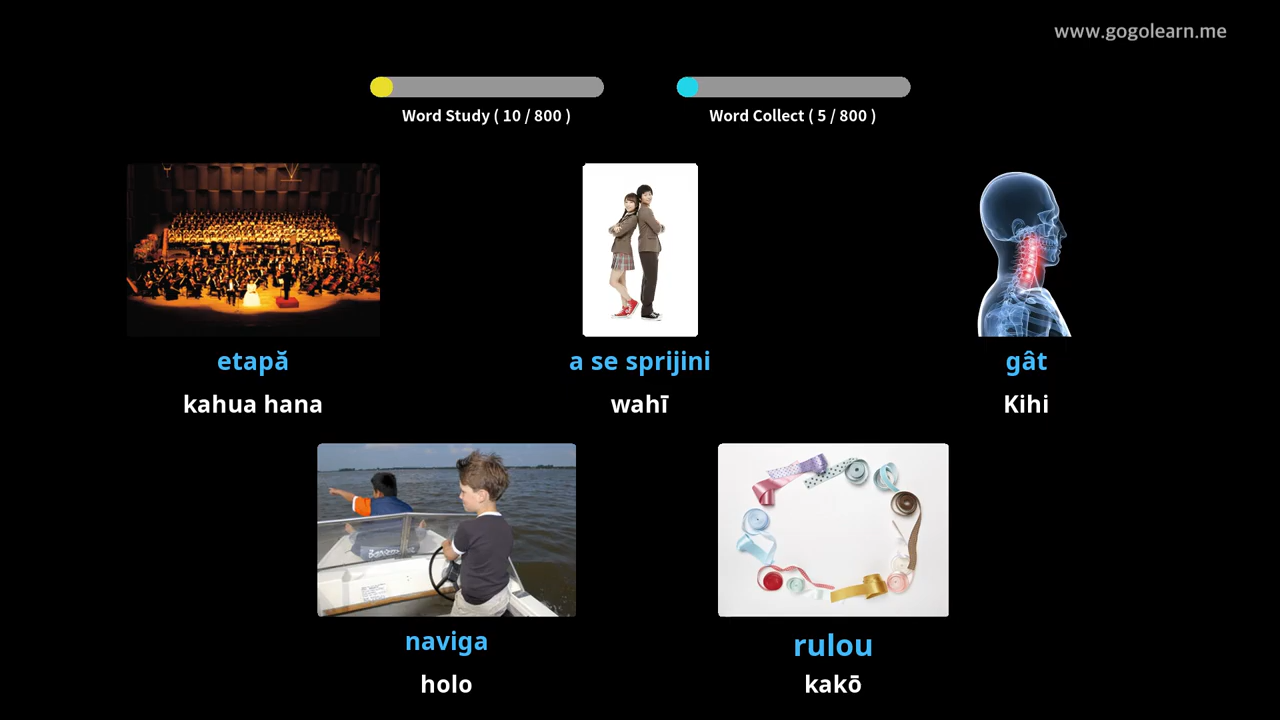 www.gogolearn.me
Word Study ( 10 / 800 )
Word Collect ( 5 / 800 )
etapă
a se sprijini
gât
kahua hana
wahī
Kihi
naviga
rulou
holo
kakō